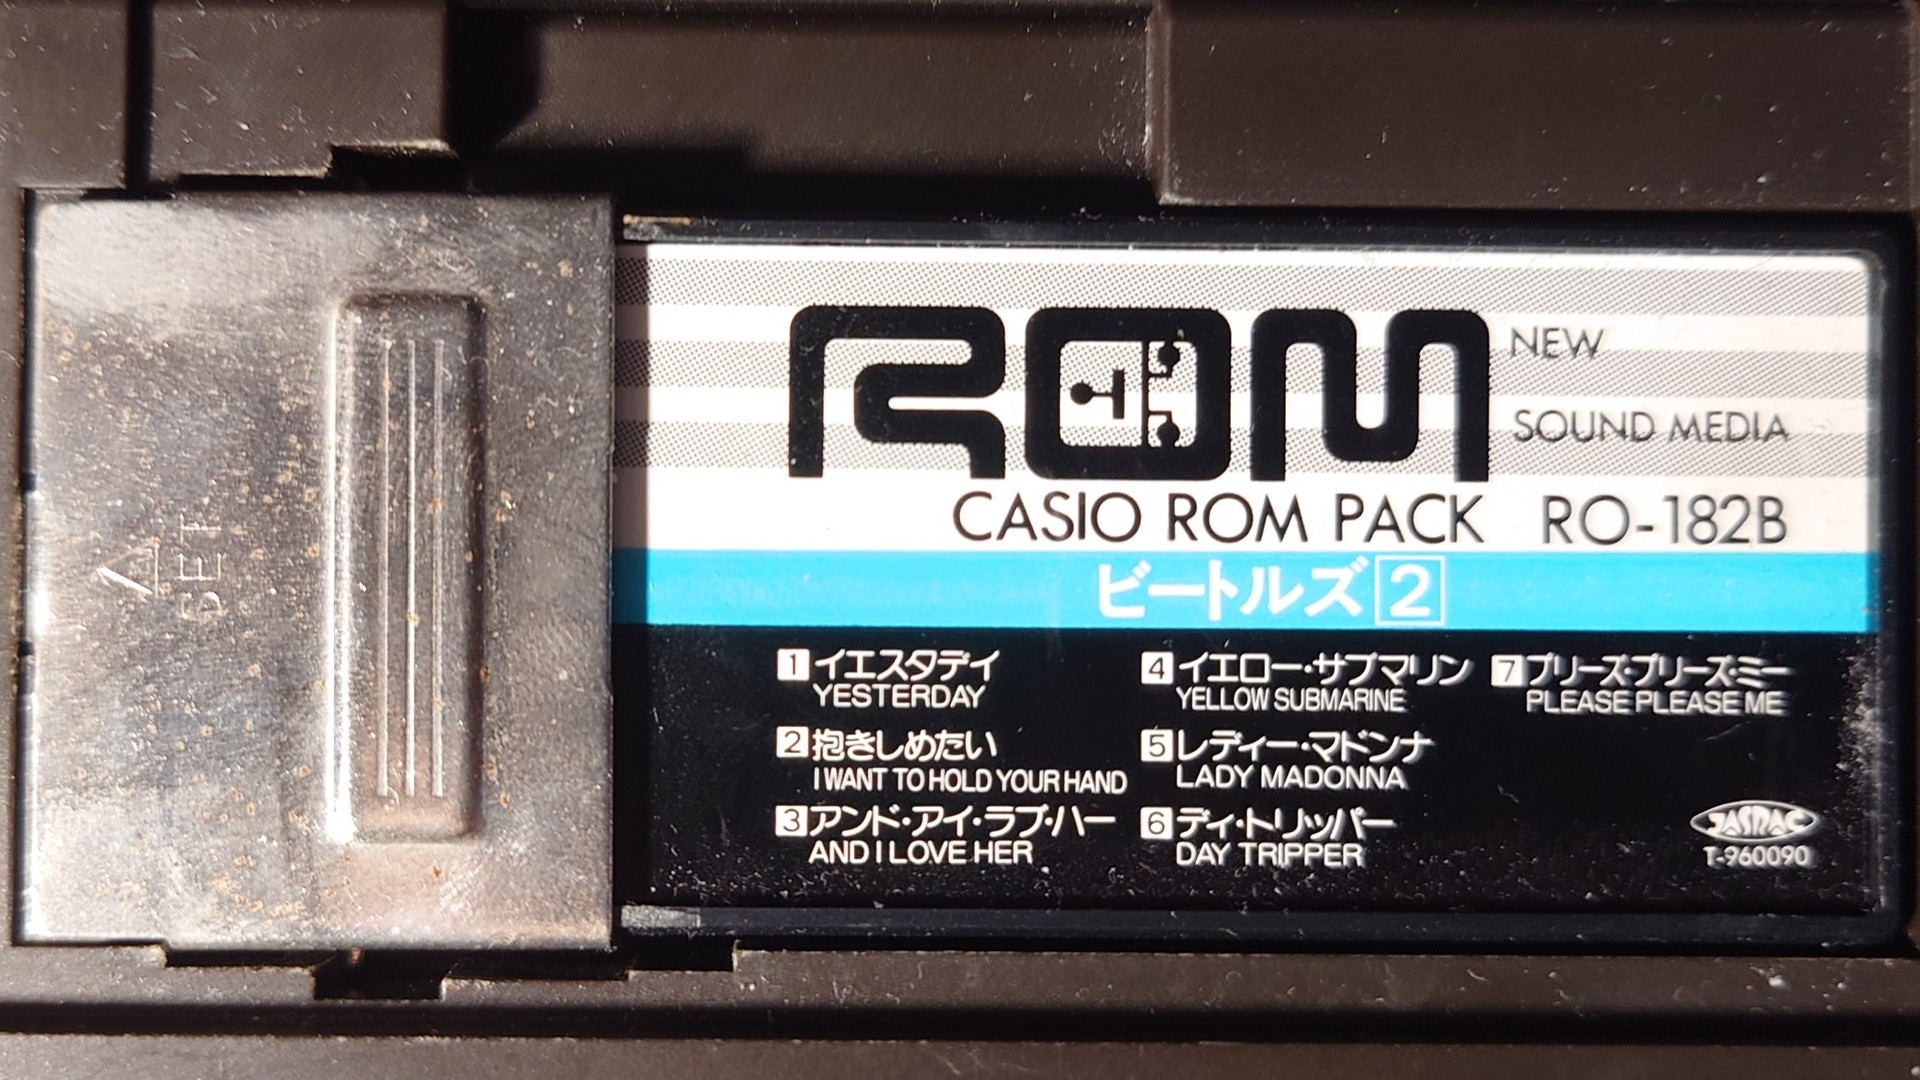 SET
ROM
NEW
SOUND MEDIA
CASIO ROM PACK RO-182B
ビートルズ 2
1 イエスタデイ
YESTERDAY
2 抱きしめたい
I WANT TO HOLD YOUR HAND
3 アンド・アイ・ラブ・ハー
AND I LOVE HER
4 イエロー・サブマリン
YELLOW SUBMARINE
5 レディー・マドンナ
LADY MADONNA
6 デイ・トリッパー
DAY TRIPPER
7 プリーズ・プリーズ・ミー
PLEASE PLEASE ME
JASRAC
T-960090